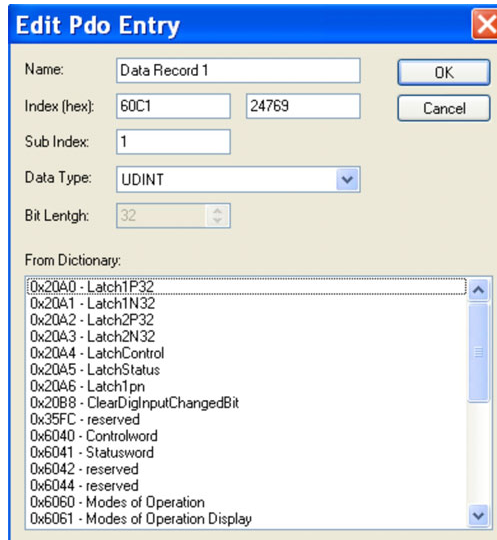 Edit Pdo Entry
Name: Data Record 1 OK
Index (hex): 60C1 24769 Cancel
Sub Index: 1
Data Type: UDINT
Bit Lentgh: 32
From Dictionary:
0x20A0 - Latch1P32
0x20A1 - Latch1N32
0x20A2 - Latch2P32
0x20A3 - Latch2N32
0x20A4 - LatchControl
0x20A5 - LatchStatus
0x20A6 - Latch1pn
0x20B8 - ClearDigInputChangedBit
0x35FC - reserved
0x6040 - Controlword
0x6041 - Statusword
0x6042 - reserved
0x6044 - reserved
0x6060 - Modes of Operation
0x6061 - Modes of Operation Display